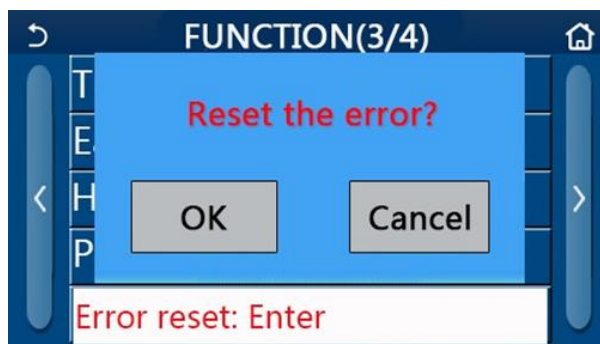 FUNCTION(3/4)
Reset the error?
OK
Cancel
Error reset: Enter